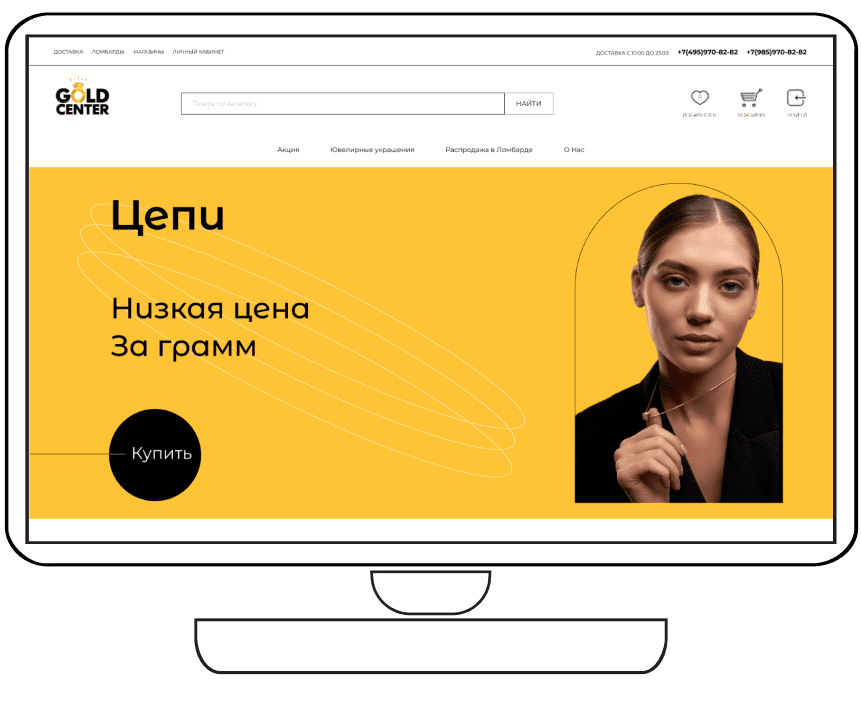 ДОСТАВКА ЛОМБАРДЫ МАГАЗИНЫ ЛИЧНЫЙ КАБИНЕТ
ДОСТАВКА С 10:00 ДО 23:00 +7(495)970-82-82 +7(985)970-82-82
GOLD
CENTER
Поиск по каталогу
НАЙТИ
0
ИЗБРАННОЕ КОРЗИНА ВОЙТИ
Акция Ювелирные украшения Распродажа в Ломбарде О Нас
Цепи
Низкая цена
За грамм
Купить